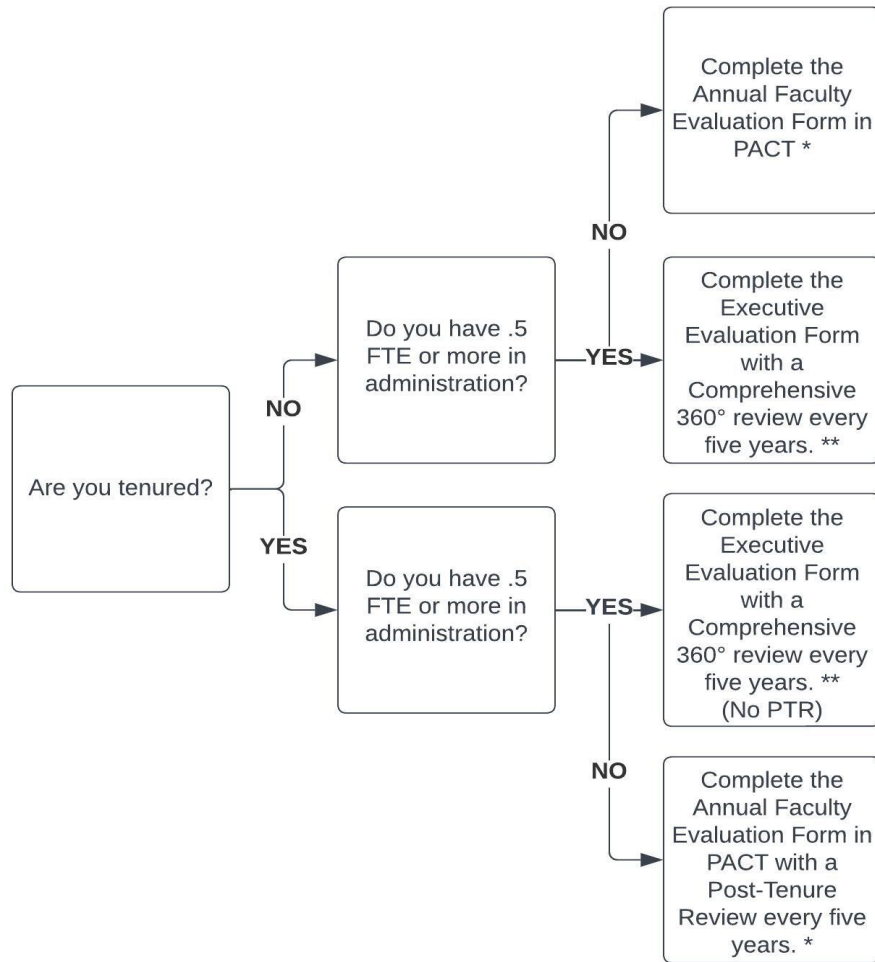 Are you tenured?
NO
YES
Do you have .5
FTE or more in
administration?
NO
YES
Complete the
Annual Faculty
Evaluation Form in
PACT *
Complete the
Executive
Evaluation Form
with a
Comprehensive
360° review every
five years. **
Do you have .5
FTE or more in
administration?
YES
NO
Complete the
Executive
Evaluation Form
with a
Comprehensive
360° review every
five years. **
(No PTR)
Complete the
Annual Faculty
Evaluation Form in
PACT with a
Post-Tenure
Review every five
years. *